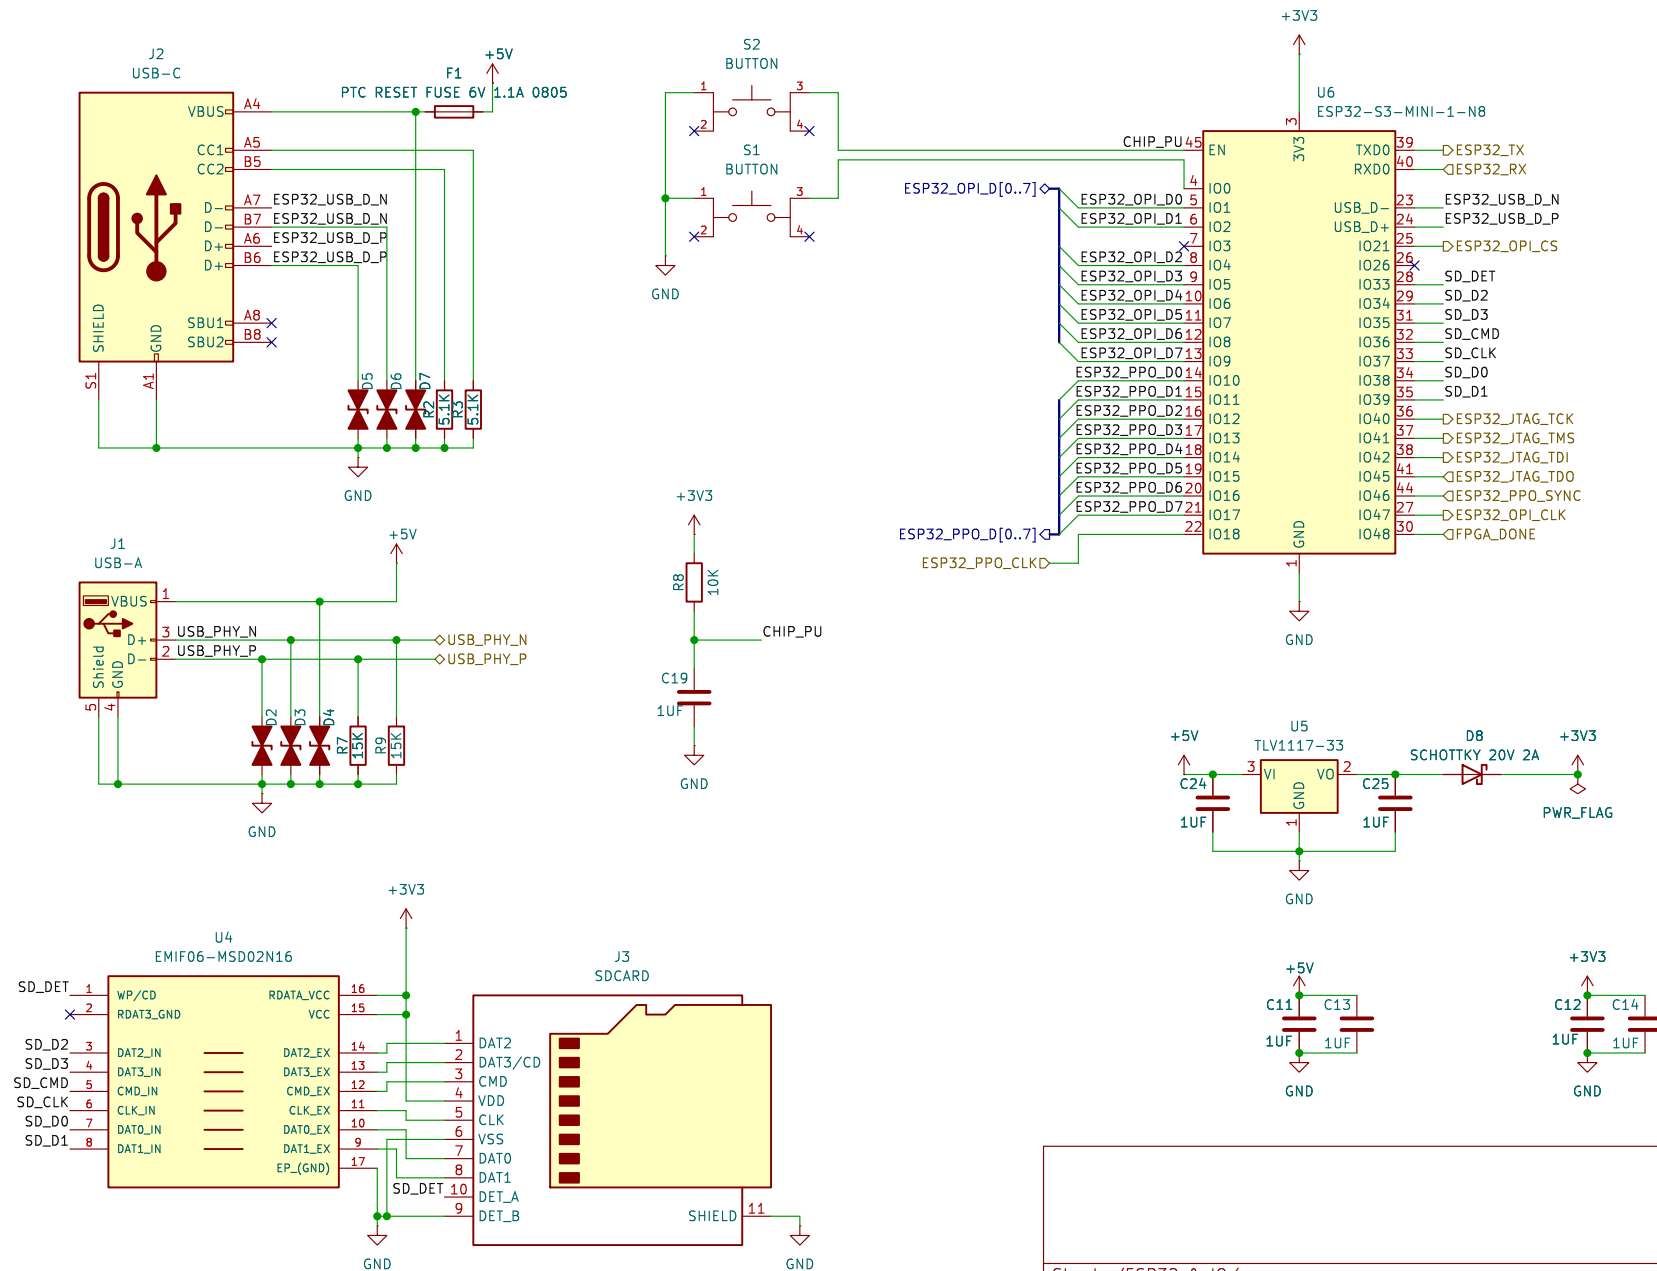 J2
USB-C
VBUS A4
CC1 A5
CC2 B5
D- A7 ESP32_USB_D_N
D- B7 ESP32_USB_D_N
D+ A6 ESP32_USB_D_P
D+ B6 ESP32_USB_D_P
SBU1 A8
SBU2 B8
SHIELD
GND
S1
A1
F1
PTC RESET FUSE 6V 1.1A 0805
+5V
D5
D6
D7
R2
5.1K
R3
5.1K
GND
S2
BUTTON
1
2
3
4
S1
BUTTON
1
2
3
4
GND
+3V3
U6
ESP32-S3-MINI-1-N8
3
3V3
CHIP_PU 45 EN
4 IO0
ESP32_OPI_D[0..7]
ESP32_OPI_D0 5 IO1
ESP32_OPI_D1 6 IO2
7 IO3
ESP32_OPI_D2 8 IO4
ESP32_OPI_D3 9 IO5
ESP32_OPI_D4 10 IO6
ESP32_OPI_D5 11 IO7
ESP32_OPI_D6 12 IO8
ESP32_OPI_D7 13 IO9
ESP32_PPO_D0 14 IO10
ESP32_PPO_D1 15 IO11
ESP32_PPO_D2 16 IO12
ESP32_PPO_D3 17 IO13
ESP32_PPO_D4 18 IO14
ESP32_PPO_D5 19 IO15
ESP32_PPO_D6 20 IO16
ESP32_PPO_D7 21 IO17
22 IO18
ESP32_PPO_D[0..7]
ESP32_PPO_CLK
TXD0 39 ESP32_TX
RXD0 40 ESP32_RX
USB_D- 23 ESP32_USB_D_N
USB_D+ 24 ESP32_USB_D_P
IO21 25 ESP32_OPI_CS
IO26 26
IO33 28 SD_DET
IO34 29 SD_D2
IO35 31 SD_D3
IO36 32 SD_CMD
IO37 33 SD_CLK
IO38 34 SD_D0
IO39 35 SD_D1
IO40 36 ESP32_JTAG_TCK
IO41 37 ESP32_JTAG_TMS
IO42 38 ESP32_JTAG_TDI
IO45 41 ESP32_JTAG_TDO
IO46 44 ESP32_PPO_SYNC
IO47 27 ESP32_OPI_CLK
IO48 30 FPGA_DONE
GND
1
GND
J1
USB-A
+5V
VBUS 1
D+ 3 USB_PHY_N
D- 2 USB_PHY_P
USB_PHY_N
USB_PHY_P
Shield
GND
5
4
D2
D3
D4
R7
15K
R9
15K
GND
+3V3
R8
10K
CHIP_PU
C19
1UF
GND
+5V
C24
1UF
U5
TLV1117-33
3 VI
VO 2
GND
1
C25
1UF
D8
SCHOTTKY 20V 2A
+3V3
PWR_FLAG
GND
+3V3
U4
EMIF06-MSD02N16
SD_DET 1 WP/CD
2 RDAT3_GND
SD_D2 3 DAT2_IN
SD_D3 4 DAT3_IN
SD_CMD 5 CMD_IN
SD_CLK 6 CLK_IN
SD_D0 7 DAT0_IN
SD_D1 8 DAT1_IN
RDATA_VCC 16
VCC 15
DAT2_EX 14
DAT3_EX 13
CMD_EX 12
CLK_EX 11
DAT0_EX 10
DAT1_EX 9
EP_(GND) 17
GND
J3
SDCARD
1 DAT2
2 DAT3/CD
3 CMD
4 VDD
5 CLK
6 VSS
7 DAT0
8 DAT1
SD_DET 10 DET_A
9 DET_B
SHIELD 11
GND
+5V
C11
1UF
C13
1UF
GND
+3V3
C12
1UF
C14
1UF
GND